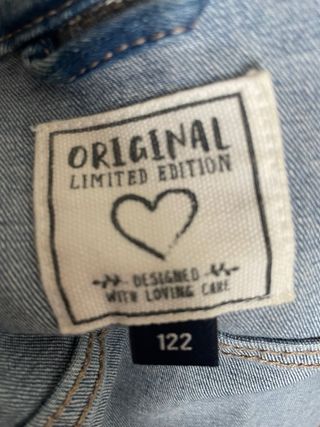 ORIGINAL
LIMITED EDITION
DESIGNED
WITH LOVING CARE
122